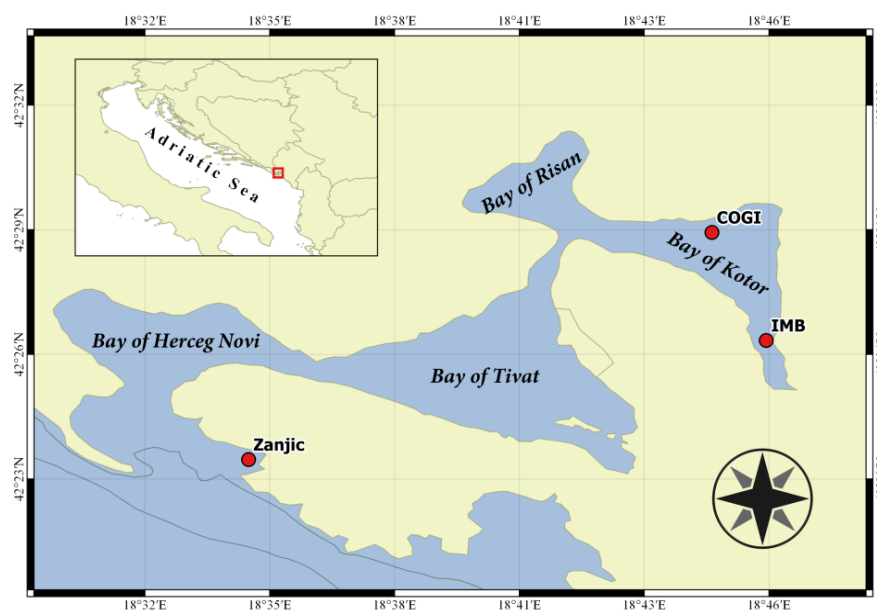 18°32′E 18°35′E 18°38′E 18°41′E 18°43′E 18°46′E
42°32′N
Adriatic Sea
Bay of Risan
42°29′N
42°29′N
COGI
Bay of Kotor
IMB
42°26′N
Bay of Herceg Novi
Bay of Tivat
Zanjic
42°23′N
18°32′E 18°35′E 18°38′E 18°41′E 18°43′E 18°46′E